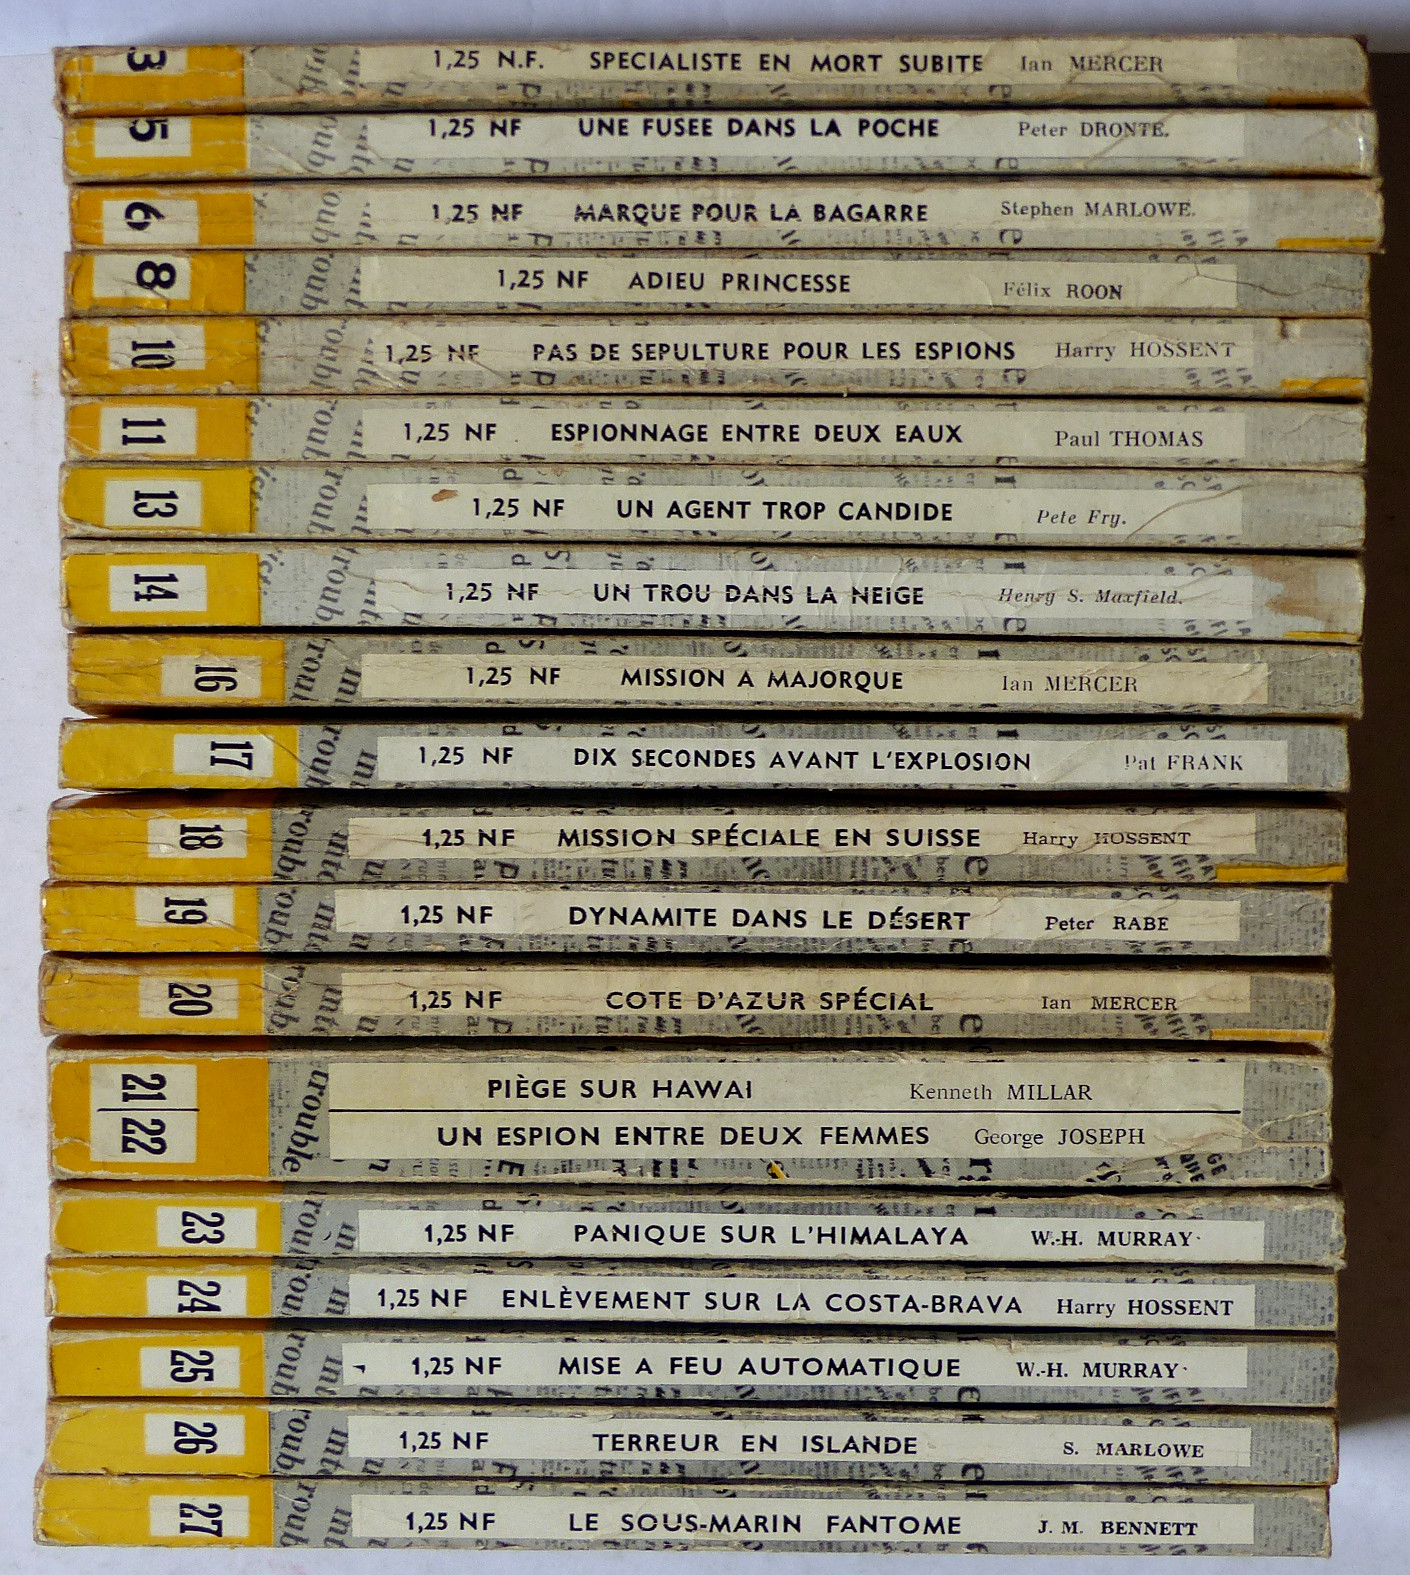 3 1,25 N.F. SPECIALISTE EN MORT SUBITE Ian MERCER
5 1,25 NF UNE FUSEE DANS LA POCHE Peter DRONTE.
6 1,25 NF MARQUE POUR LA BAGARRE Stephen MARLOWE.
8 1,25 NF ADIEU PRINCESSE Félix ROON
10 1,25 NF PAS DE SEPULTURE POUR LES ESPIONS Harry HOSSENT
11 1,25 NF ESPIONNAGE ENTRE DEUX EAUX Paul THOMAS
13 1,25 NF UN AGENT TROP CANDIDE Pete Fry.
14 1,25 NF UN TROU DANS LA NEIGE Henry S. Maxfield.
16 1,25 NF MISSION A MAJORQUE Ian MERCER
17 1,25 NF DIX SECONDES AVANT L'EXPLOSION Pat FRANK
18 1,25 NF MISSION SPÉCIALE EN SUISSE Harry HOSSENT
19 1,25 NF DYNAMITE DANS LE DÉSERT Peter RABE
20 1,25 NF COTE D'AZUR SPÉCIAL Ian MERCER
21 PIÈGE SUR HAWAI Kenneth MILLAR
22 UN ESPION ENTRE DEUX FEMMES George JOSEPH
23 1,25 NF PANIQUE SUR L'HIMALAYA W.-H. MURRAY
24 1,25 NF ENLÈVEMENT SUR LA COSTA-BRAVA Harry HOSSENT
25 1,25 NF MISE A FEU AUTOMATIQUE W.-H. MURRAY
26 1,25 NF TERREUR EN ISLANDE S. MARLOWE
27 1,25 NF LE SOUS-MARIN FANTOME J. M. BENNETT